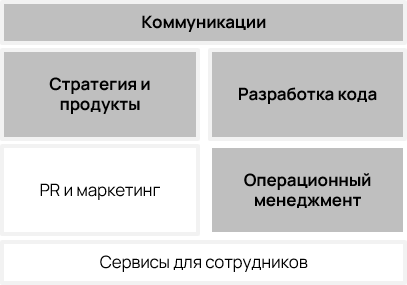 Коммуникации
Стратегия и
продукты
Разработка кода
PR и маркетинг
Операционный
менеджмент
Сервисы для сотрудников